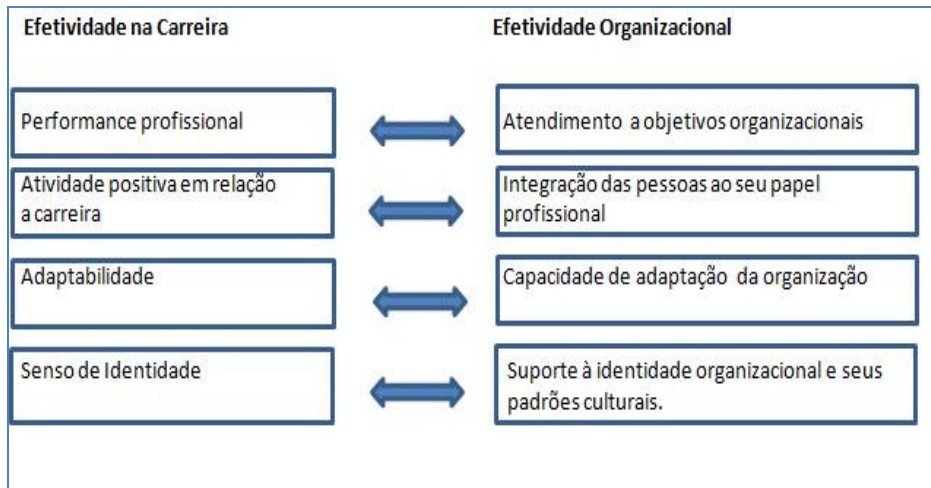 Efetividade na Carreira
Efetividade Organizacional
Performance profissional
Atendimento a objetivos organizacionais
Atividade positiva em relação
a carreira
Integração das pessoas ao seu papel
profissional
Adaptabilidade
Capacidade de adaptação da organização
Senso de Identidade
Suporte à identidade organizacional e seus
padrões culturais.